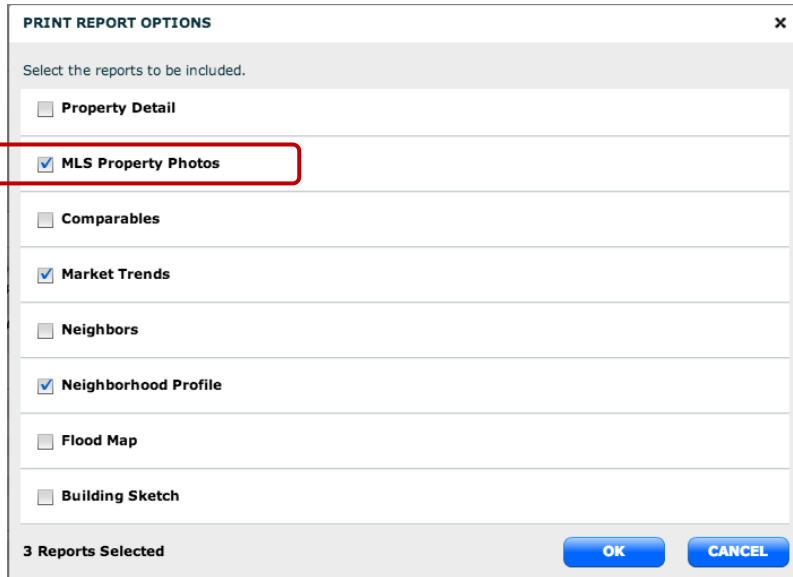 PRINT REPORT OPTIONS
Select the reports to be included.
Property Detail
MLS Property Photos
Comparables
Market Trends
Neighbors
Neighborhood Profile
Flood Map
Building Sketch
3 Reports Selected OK CANCEL